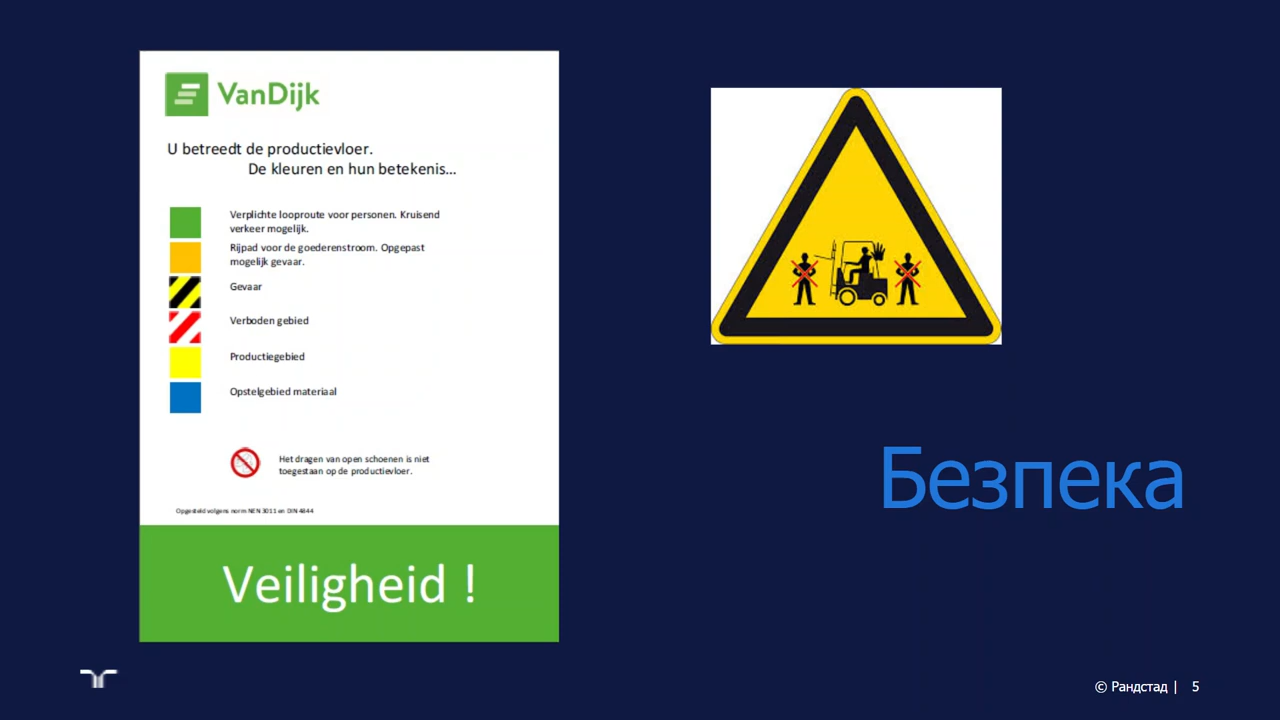 VanDijk
U betreedt de productievloer.
De kleuren en hun betekenis...
Verplichte looproute voor personen. Kruisend
verkeer mogelijk.
Rijpad voor de goederenstroom. Opgepast
mogelijk gevaar.
Gevaar
Verboden gebied
Productiegebied
Opstelgebied materiaal
Het dragen van open schoenen is niet
toegestaan op de productievloer.
Opgesteld volgens norm NEN 3011 en DIN 4844
Veiligheid !
Безпека
© Рандстад | 5